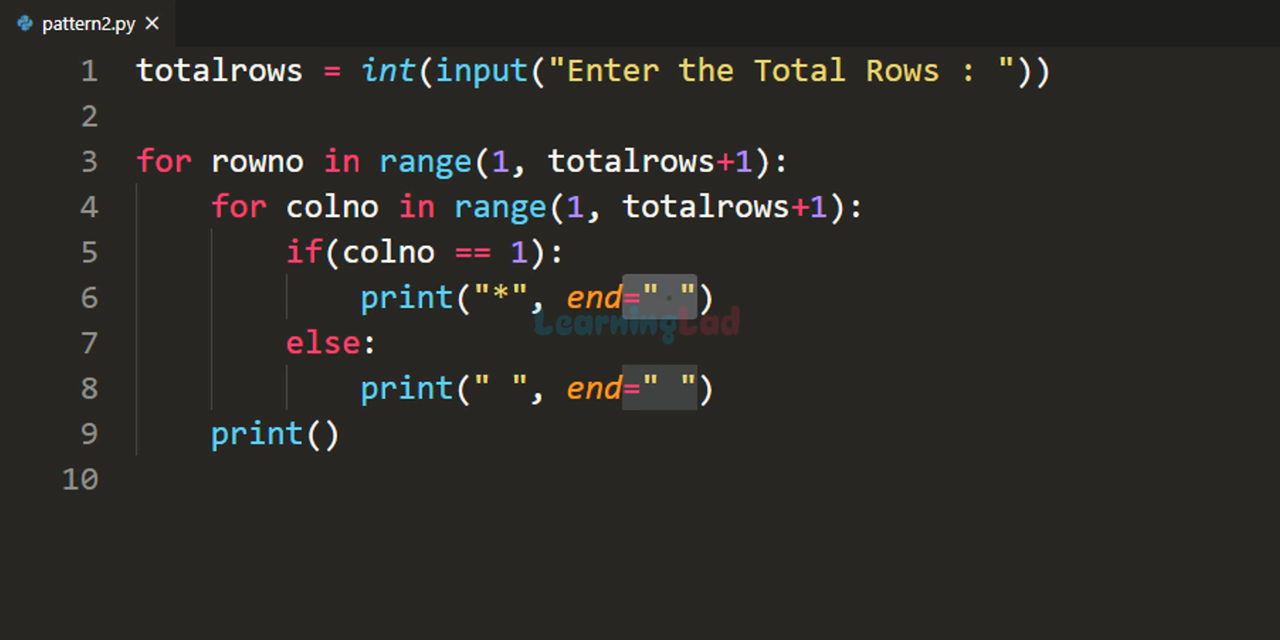 pattern2.py ×
1 totalrows = int(input("Enter the Total Rows : "))
2
3 for rowno in range(1, totalrows+1):
4     for colno in range(1, totalrows+1):
5         if(colno == 1):
6             print("*", end=" ")
LearningLad
7         else:
8             print(" ", end=" ")
9     print()
10